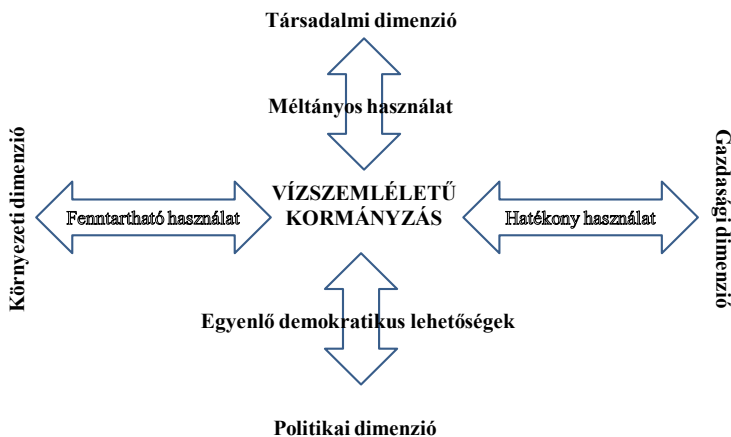 Társadalmi dimenzió
Méltányos használat
Környezeti dimenzió
Fenntartható használat
VÍZSZEMLÉLETŰ
KORMÁNYZÁS
Hatékony használat
Gazdasági dimenzió
Egyenlő demokratikus lehetőségek
Politikai dimenzió